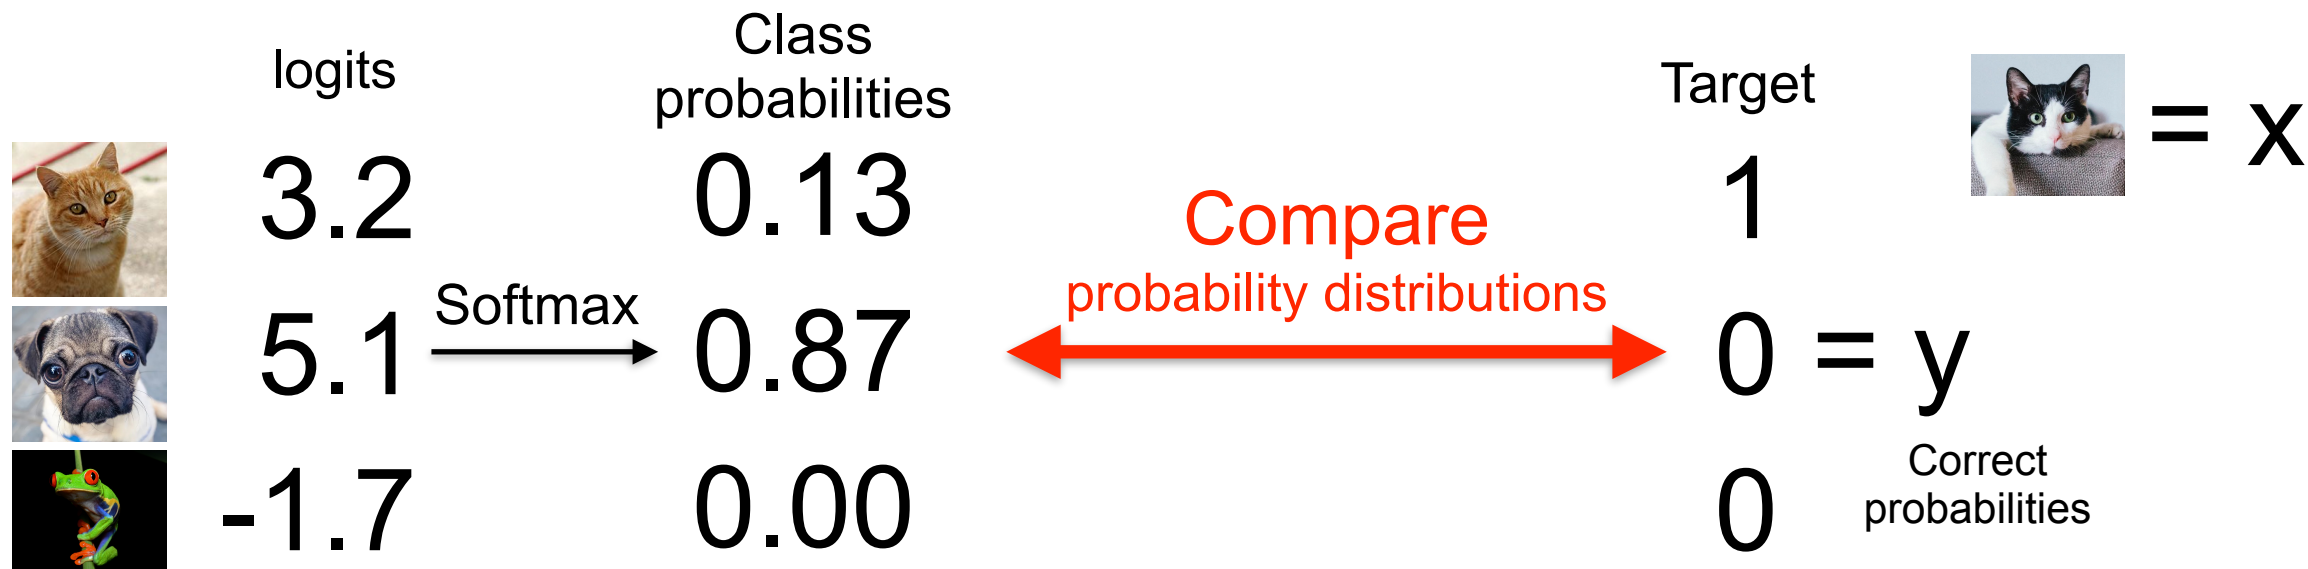 logits
Class
probabilities
Target
= x
3.2
0.13
1
Compare
probability distributions
Softmax
5.1
0.87
0 = y
-1.7
0.00
0
Correct
probabilities